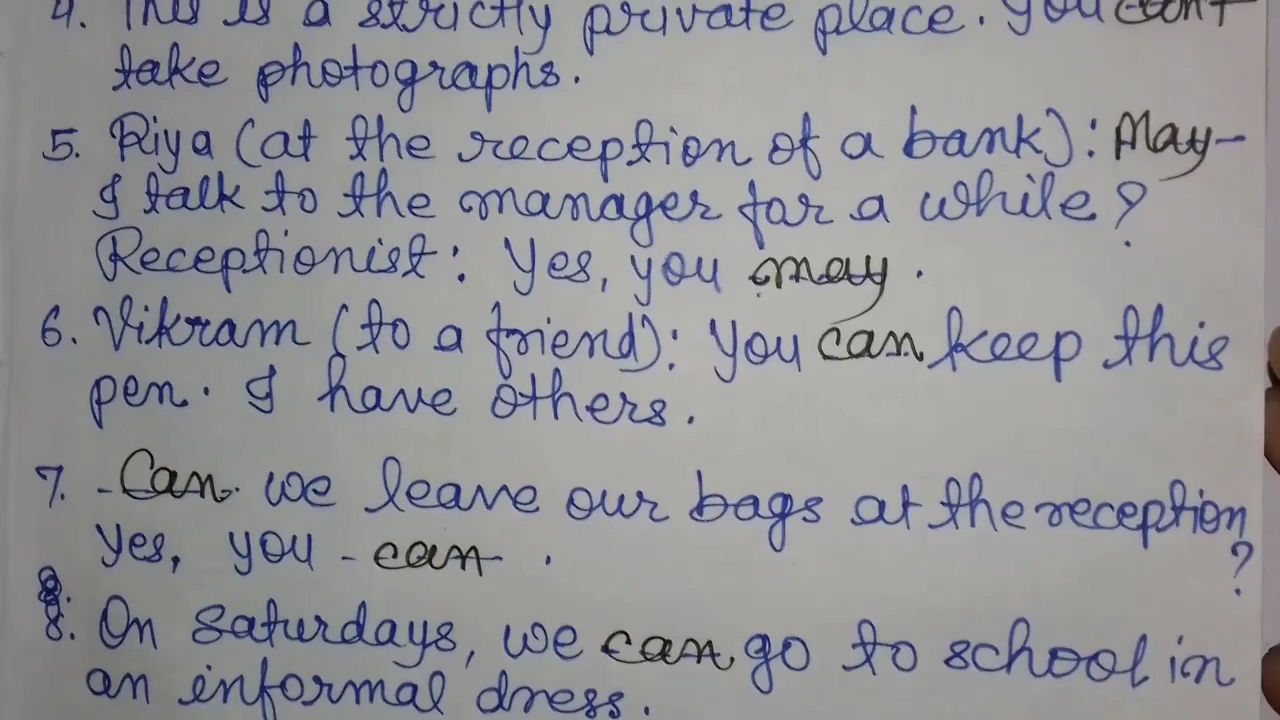 4. This is a strictly private place. You can't
take photographs.
5. Riya (at the reception of a bank): May
I talk to the manager for a while?
Receptionist: Yes, you may.
6. Vikram (to a friend): You can keep this
pen. I have others.
7. Can we leave our bags at the reception
?
Yes, you can.
8. On Saturdays, we can go to school in
an informal dress.